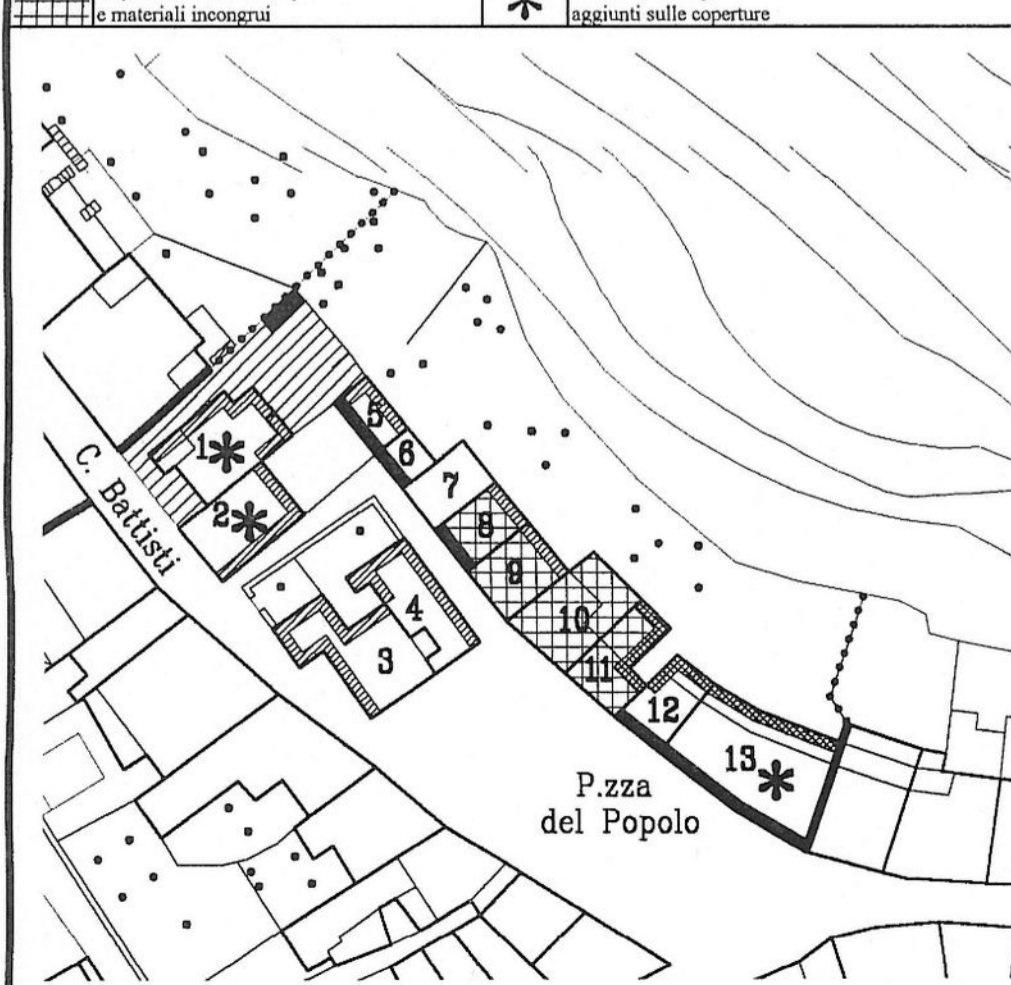 e materiali incongrui
aggiunti sulle coperture
1
2
C. Battisti
3
4
5
6
7
8
9
10
11
12
13
P.zza
del Popolo